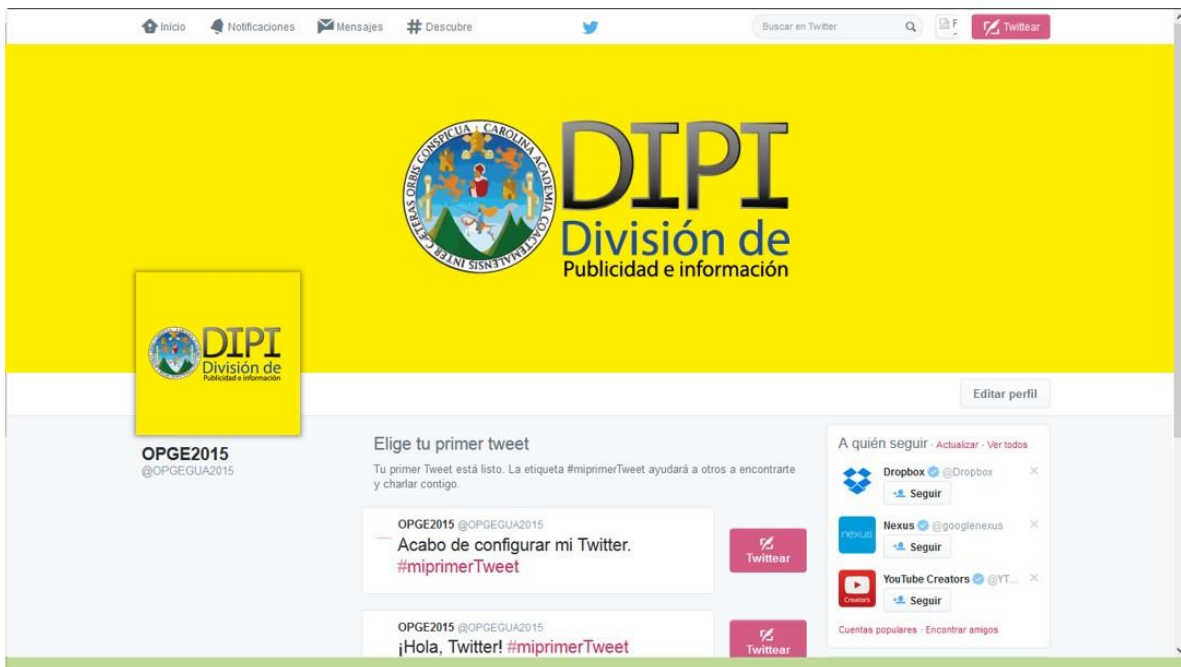 Inicio Notificaciones Mensajes # Descubre Buscar en Twitter Twittear
CÆTERAS ORBIS CONSPICUA CAROLINA ACADEMIA COACTEMALENSIS INTER
DIPI
División de
Publicidad e información
DIPI
División de
Publicidad e información
Editar perfil
OPGE2015
@OPGEGUA2015
Elige tu primer tweet
Tu primer Tweet está listo. La etiqueta #miprimerTweet ayudará a otros a encontrarte
y charlar contigo.
OPGE2015 @OPGEGUA2015
Acabo de configurar mi Twitter.
#miprimerTweet
Twittear
OPGE2015 @OPGEGUA2015
¡Hola, Twitter! #miprimerTweet
Twittear
A quién seguir · Actualizar · Ver todos
Dropbox @Dropbox
Seguir
nexus
Nexus @googlenexus
Seguir
Creators
YouTube Creators @YT...
Seguir
Cuentas populares · Encontrar amigos